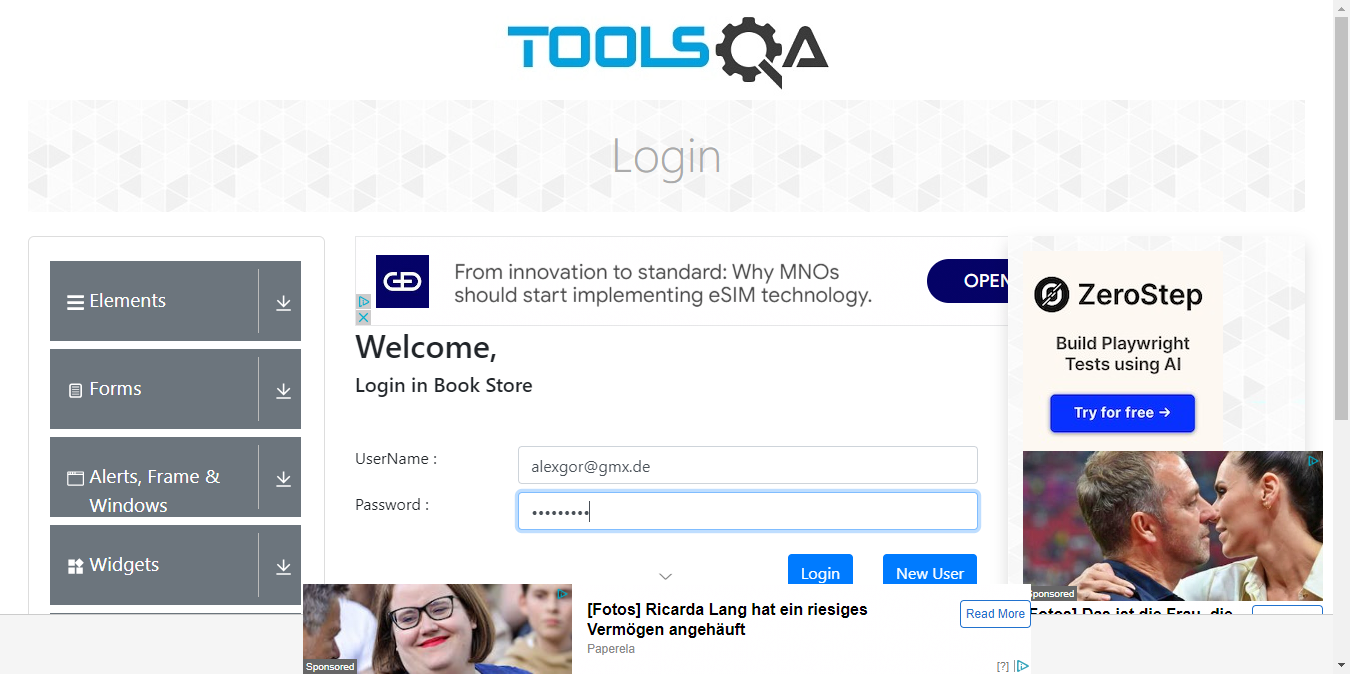 TOOLSQA
Login
Elements
Forms
Alerts, Frame &
Windows
Widgets
From innovation to standard: Why MNOs
should start implementing eSIM technology.
OPEN
Welcome,
Login in Book Store
UserName :
alexgor@gmx.de
Password :
•••••••••
Login
New User
ZeroStep
Build Playwright
Tests using AI
Try for free →
Sponsored
[Fotos] Ricarda Lang hat ein riesiges
Vermögen angehäuft
Paperela
Read More
[?]
Sponsored
[Fotos] Das ist die Frau, die